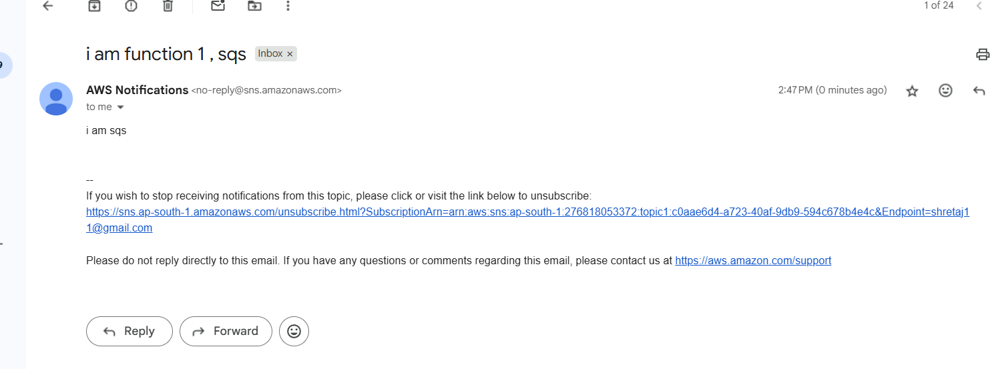 1 of 24
i am function 1 , sqs Inbox ×
AWS Notifications <no-reply@sns.amazonaws.com> 2:47 PM (0 minutes ago)
to me
i am sqs
--
If you wish to stop receiving notifications from this topic, please click or visit the link below to unsubscribe:
https://sns.ap-south-1.amazonaws.com/unsubscribe.html?SubscriptionArn=arn:aws:sns:ap-south-1:276818053372:topic1:c0aae6d4-a723-40af-9db9-594c678b4e4c&Endpoint=shretaj1
1@gmail.com
Please do not reply directly to this email. If you have any questions or comments regarding this email, please contact us at https://aws.amazon.com/support
Reply Forward